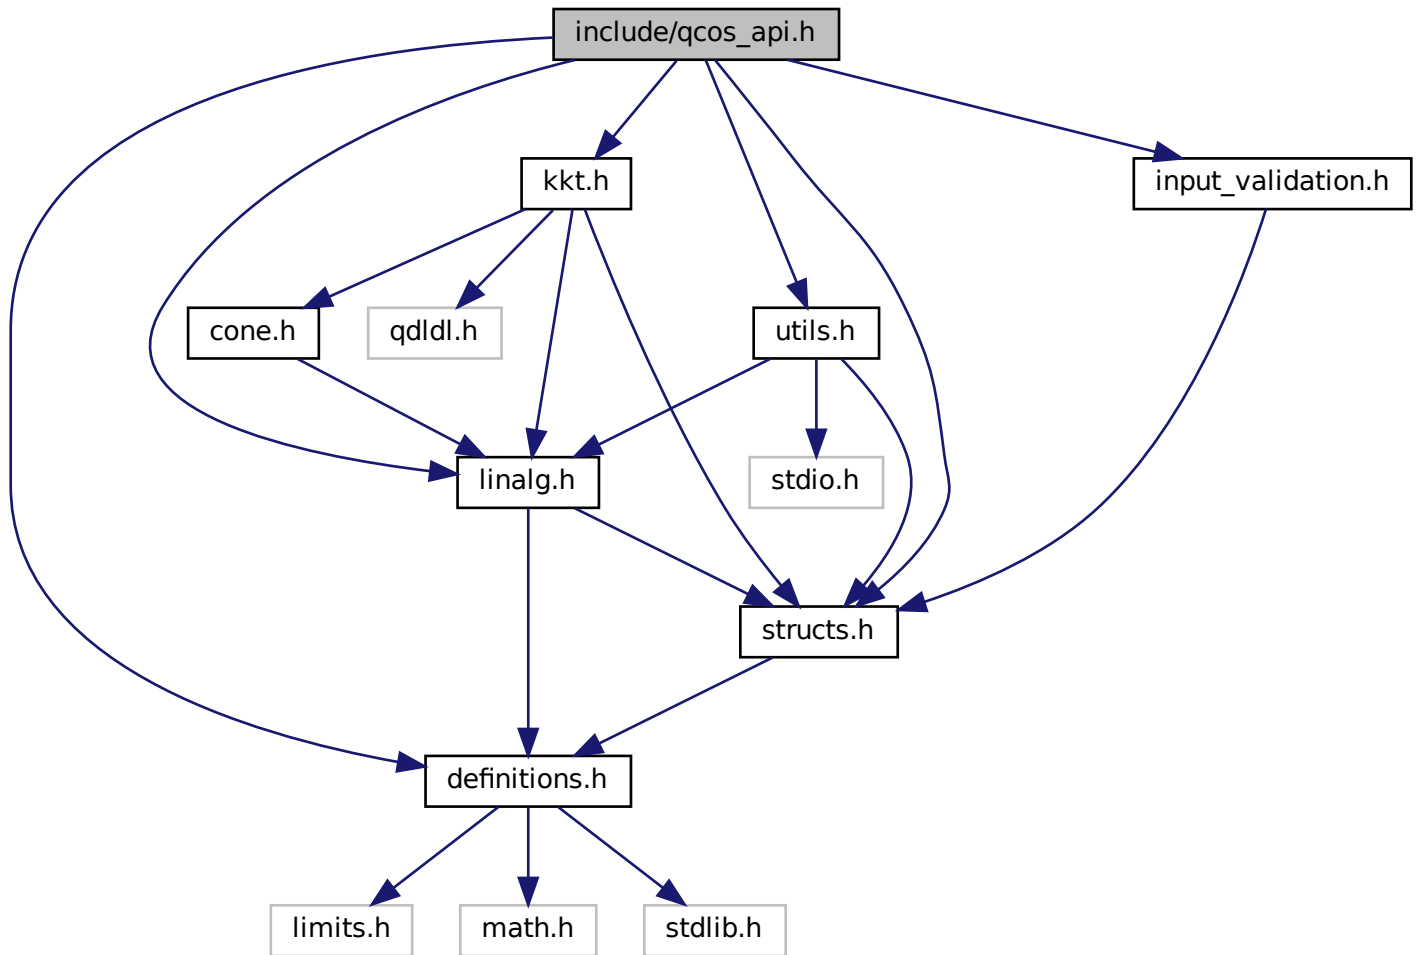 include/qcos_api.h
kkt.h
input_validation.h
cone.h
qdldl.h
utils.h
linalg.h
stdio.h
structs.h
definitions.h
limits.h
math.h
stdlib.h